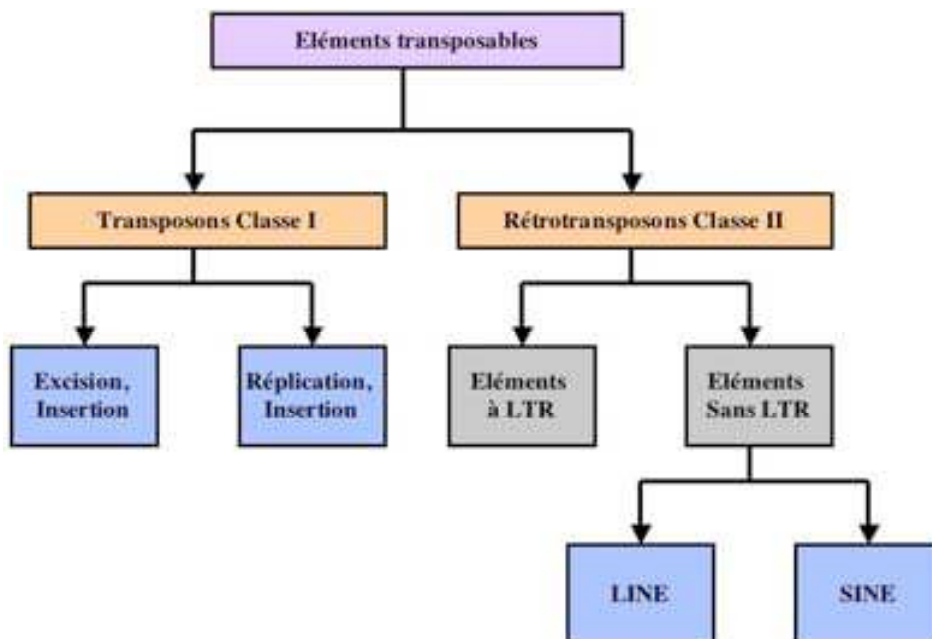 Eléments transposables
Transposons Classe I
Rétrotransposons Classe II
Excision,
Insertion
Réplication,
Insertion
Eléments
à LTR
Eléments
Sans LTR
LINE
SINE